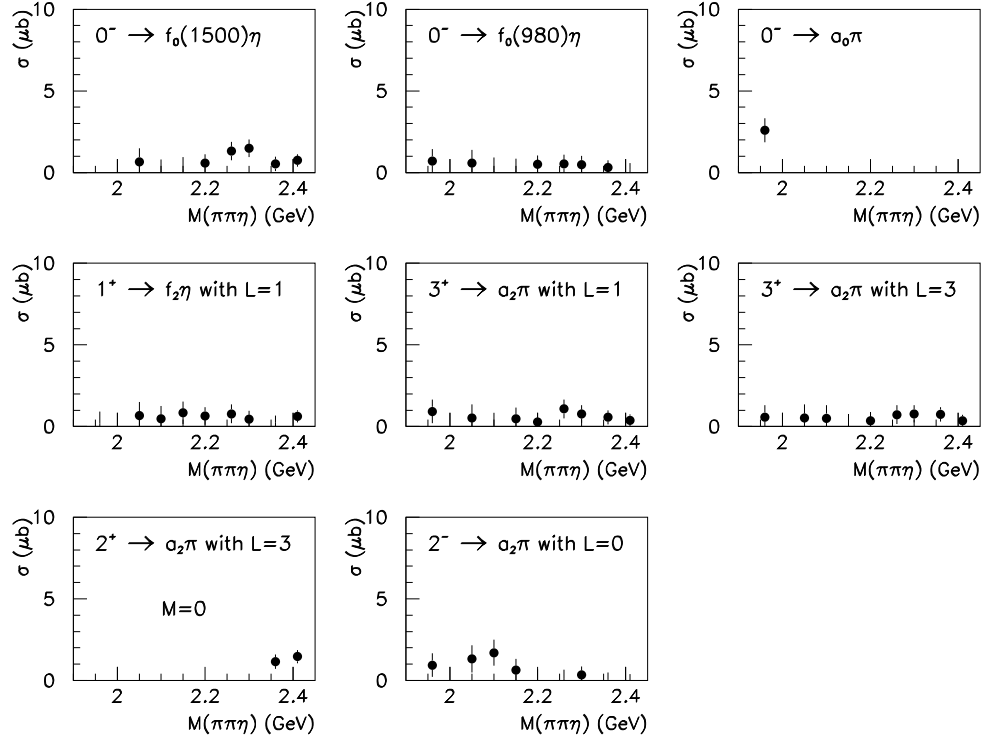 10
5
0
σ (μb)
0⁻ → f₀(1500)η
2
2.2
2.4
M(ππη) (GeV)
10
5
0
σ (μb)
0⁻ → f₀(980)η
2
2.2
2.4
M(ππη) (GeV)
10
5
0
σ (μb)
0⁻ → a₀π
2
2.2
2.4
M(ππη) (GeV)
10
5
0
σ (μb)
1⁺ → f₂η with L=1
2
2.2
2.4
M(ππη) (GeV)
10
5
0
σ (μb)
3⁺ → a₂π with L=1
2
2.2
2.4
M(ππη) (GeV)
10
5
0
σ (μb)
3⁺ → a₂π with L=3
2
2.2
2.4
M(ππη) (GeV)
10
5
0
σ (μb)
2⁺ → a₂π with L=3
M=0
2
2.2
2.4
M(ππη) (GeV)
10
5
0
σ (μb)
2⁻ → a₂π with L=0
2
2.2
2.4
M(ππη) (GeV)